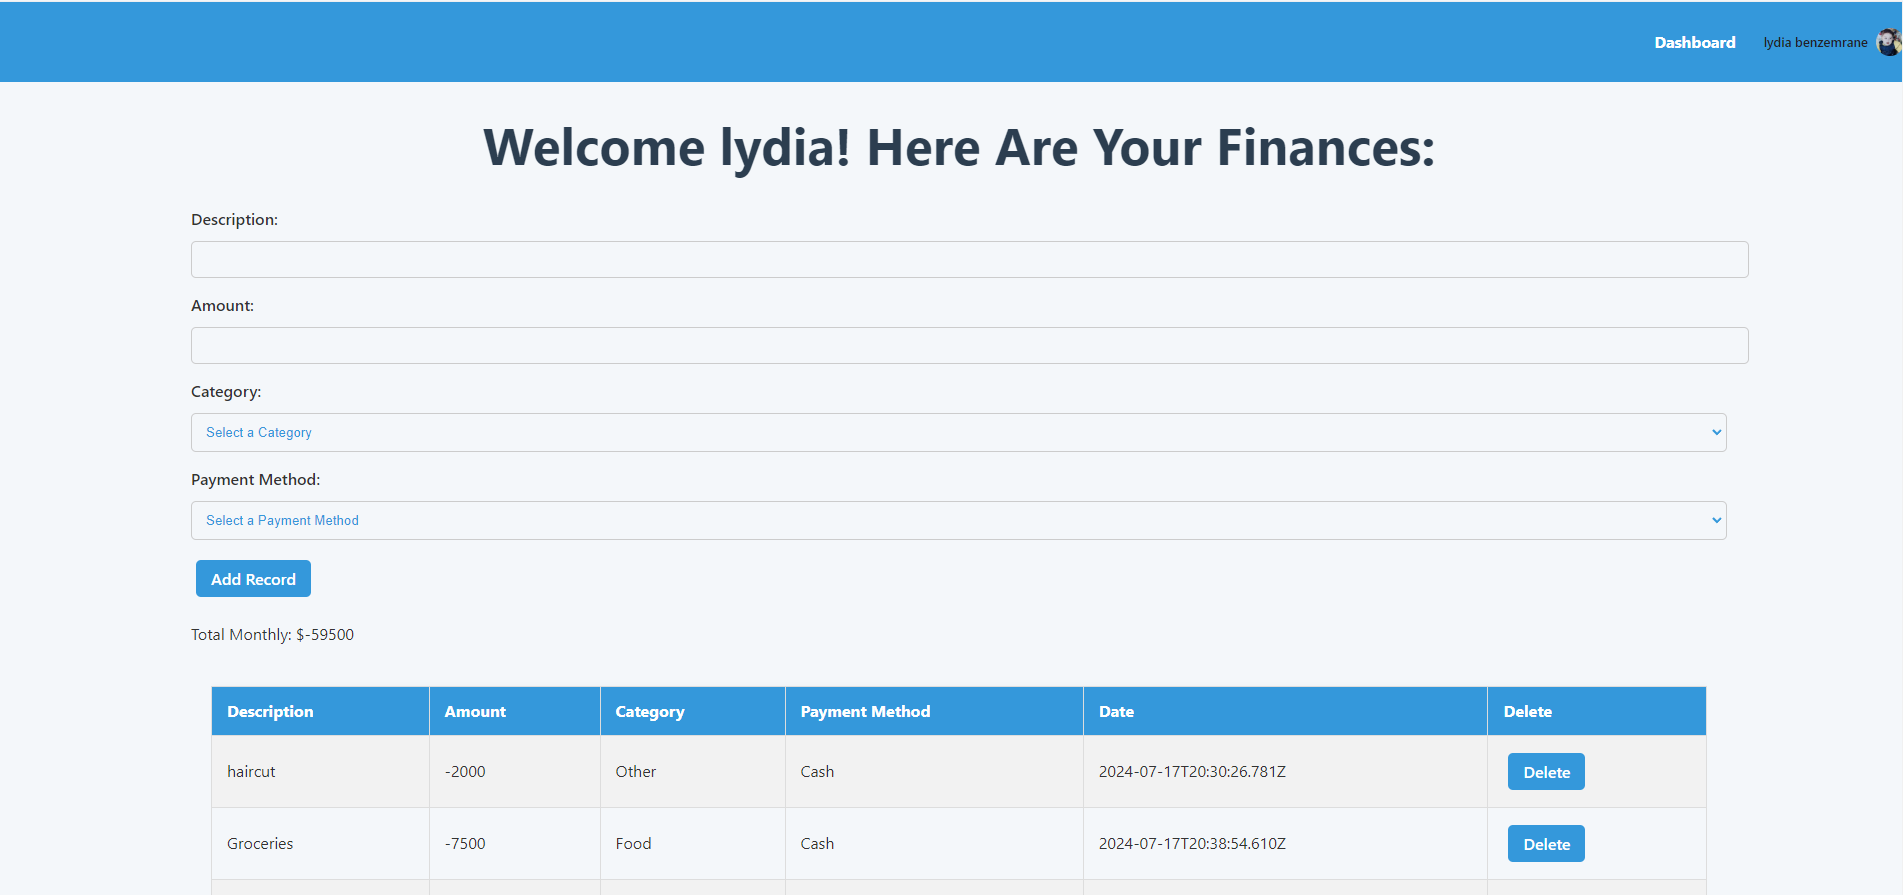 Dashboard lydia benzemrane
Welcome lydia! Here Are Your Finances:
Description:
Amount:
Category:
Select a Category
Payment Method:
Select a Payment Method
Add Record
Total Monthly: $-59500
Description Amount Category Payment Method Date Delete
haircut -2000 Other Cash 2024-07-17T20:30:26.781Z Delete
Groceries -7500 Food Cash 2024-07-17T20:38:54.610Z Delete